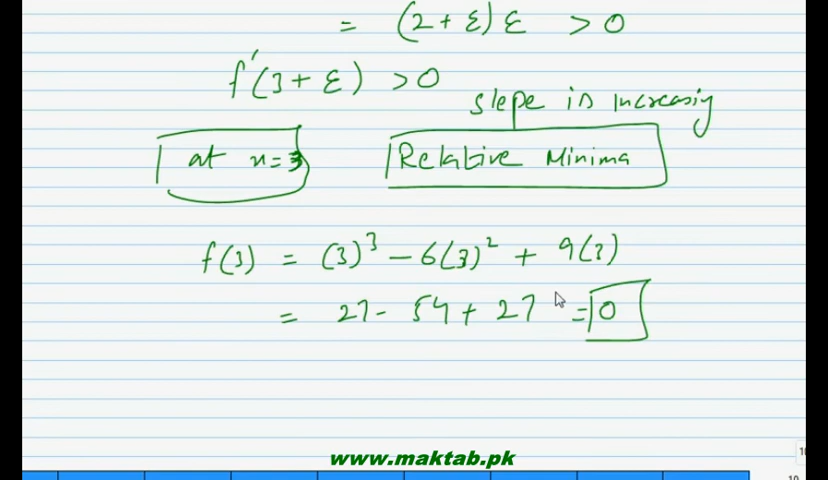 = (2 + ε) ε > 0
f'(3 + ε) > 0
slope is increasing
at x = 3 Relative Minima
f(3) = (3)³ - 6(3)² + 9(3)
= 27 - 54 + 27 = 0
www.maktab.pk
10